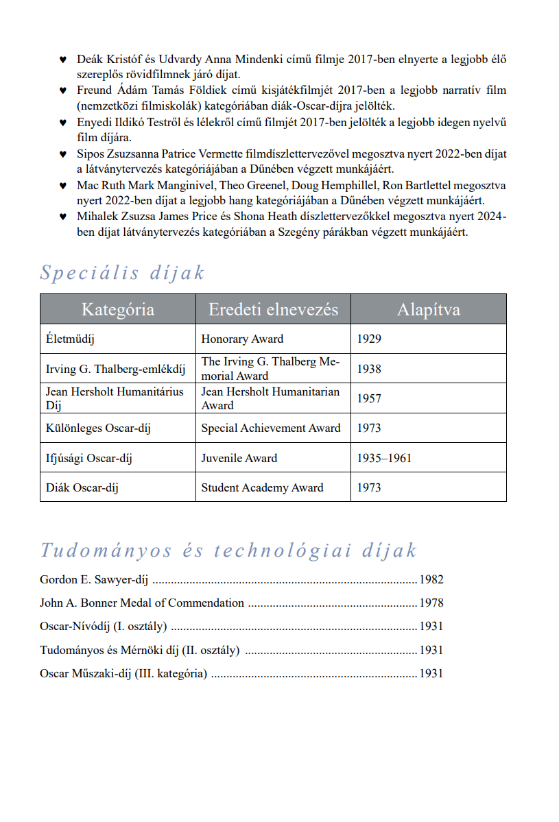 ♥ Deák Kristóf és Udvardy Anna Mindenki című filmje 2017-ben elnyerte a legjobb élő
szereplős rövidfilmnek járó díjat.
♥ Freund Ádám Tamás Földiek című kisjátékfilmjét 2017-ben a legjobb narratív film
(nemzetközi filmiskolák) kategóriában diák-Oscar-díjra jelölték.
♥ Enyedi Ildikó Testről és lélekről című filmjét 2017-ben jelölték a legjobb idegen nyelvű
film díjára.
♥ Sipos Zsuzsanna Patrice Vermette filmdíszlettervezővel megosztva nyert 2022-ben díjat
a látványtervezés kategóriájában a Dűnében végzett munkájáért.
♥ Mac Ruth Mark Manginivel, Theo Greenel, Doug Hemphillel, Ron Bartlettel megosztva
nyert 2022-ben díjat a legjobb hang kategóriájában a Dűnében végzett munkájáért.
♥ Mihalek Zsuzsa James Price és Shona Heath díszlettervezőkkel megosztva nyert 2024-
ben díjat látványtervezés kategóriában a Szegény párákban végzett munkájáért.
Speciális díjak
Kategória Eredeti elnevezés Alapítva
Életműdíj Honorary Award 1929
Irving G. Thalberg-emlékdíj The Irving G. Thalberg Me-
morial Award 1938
Jean Hersholt Humanitárius
Díj Jean Hersholt Humanitarian
Award 1957
Különleges Oscar-díj Special Achievement Award 1973
Ifjúsági Oscar-díj Juvenile Award 1935–1961
Diák Oscar-díj Student Academy Award 1973
Tudományos és technológiai díjak
Gordon E. Sawyer-díj ........................................................................................ 1982
John A. Bonner Medal of Commendation ........................................................ 1978
Oscar-Nívódíj (I. osztály) ................................................................................. 1931
Tudományos és Mérnöki díj (II. osztály) ......................................................... 1931
Oscar Műszaki-díj (III. kategória) .................................................................... 1931